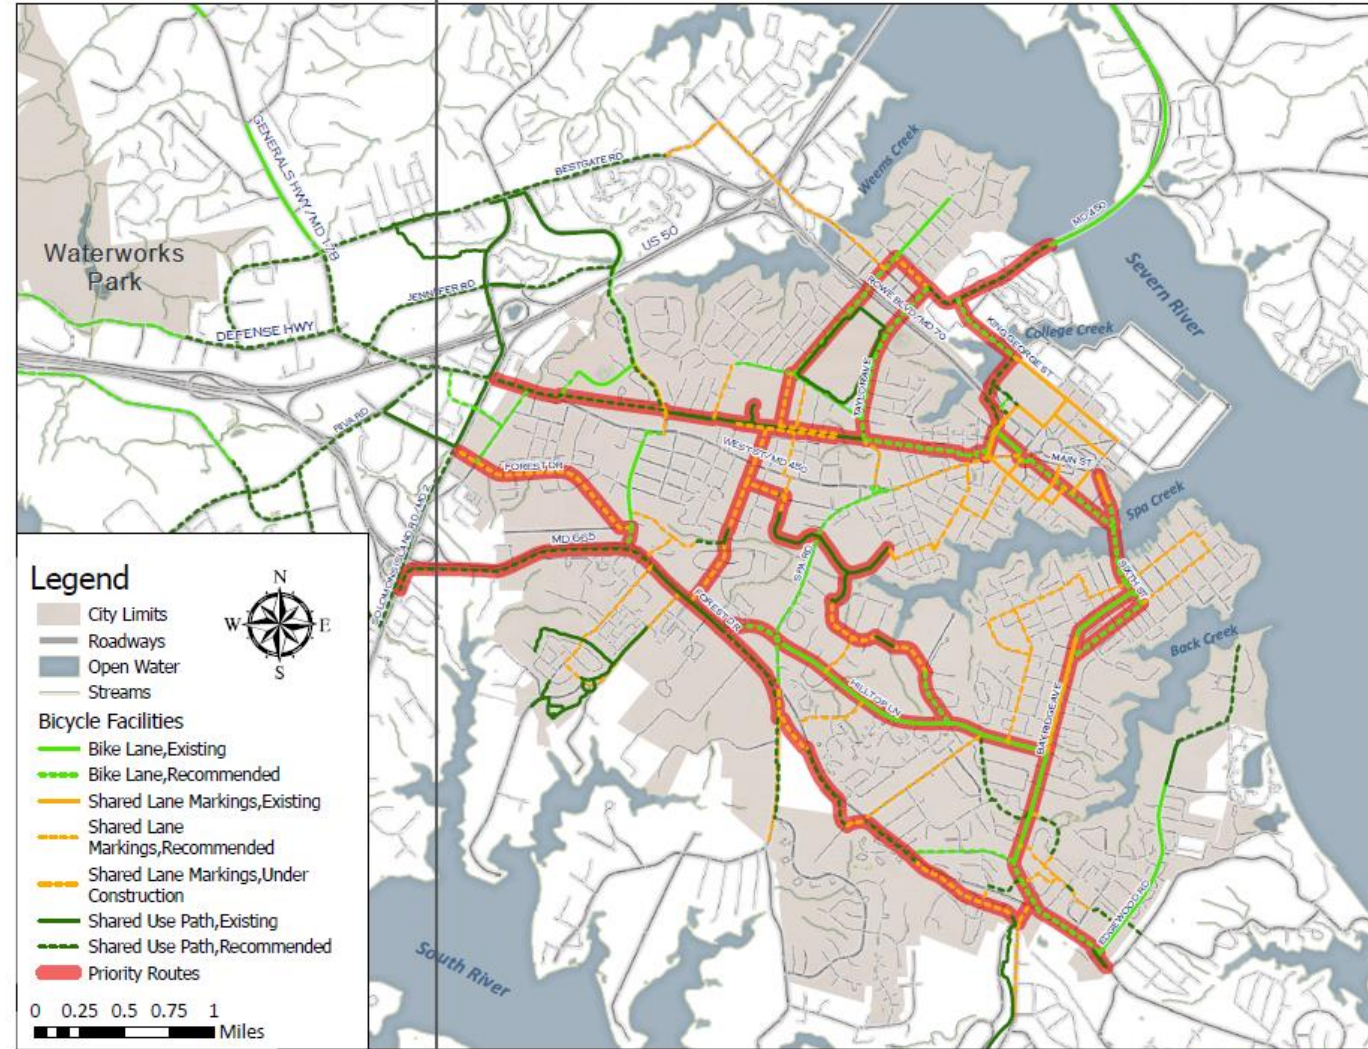 GENERALS HWY/MD 178
BESTGATE RD
Weems Creek
US 50
MD 450
Waterworks
Park
Severn River
JENNIFER RD
ROWE BLVD/MD 70
DEFENSE HWY
KING GEORGE ST
College Creek
TAYLOR AVE
RIVA RD
WEST ST/MD 450
MAIN ST
FOREST DR
Spa Creek
MD 665
SPA RD
SIXTH ST
SOLOMONS ISLAND RD/MD 2
FOREST DR
Back Creek
HILLTOP LN
BAY RIDGE AVE
EDGEWOOD RD
South River
Legend
N
W E
S
City Limits
Roadways
Open Water
Streams
Bicycle Facilities
Bike Lane,Existing
Bike Lane,Recommended
Shared Lane Markings,Existing
Shared Lane
Markings,Recommended
Shared Lane Markings,Under
Construction
Shared Use Path,Existing
Shared Use Path,Recommended
Priority Routes
0 0.25 0.5 0.75 1
Miles